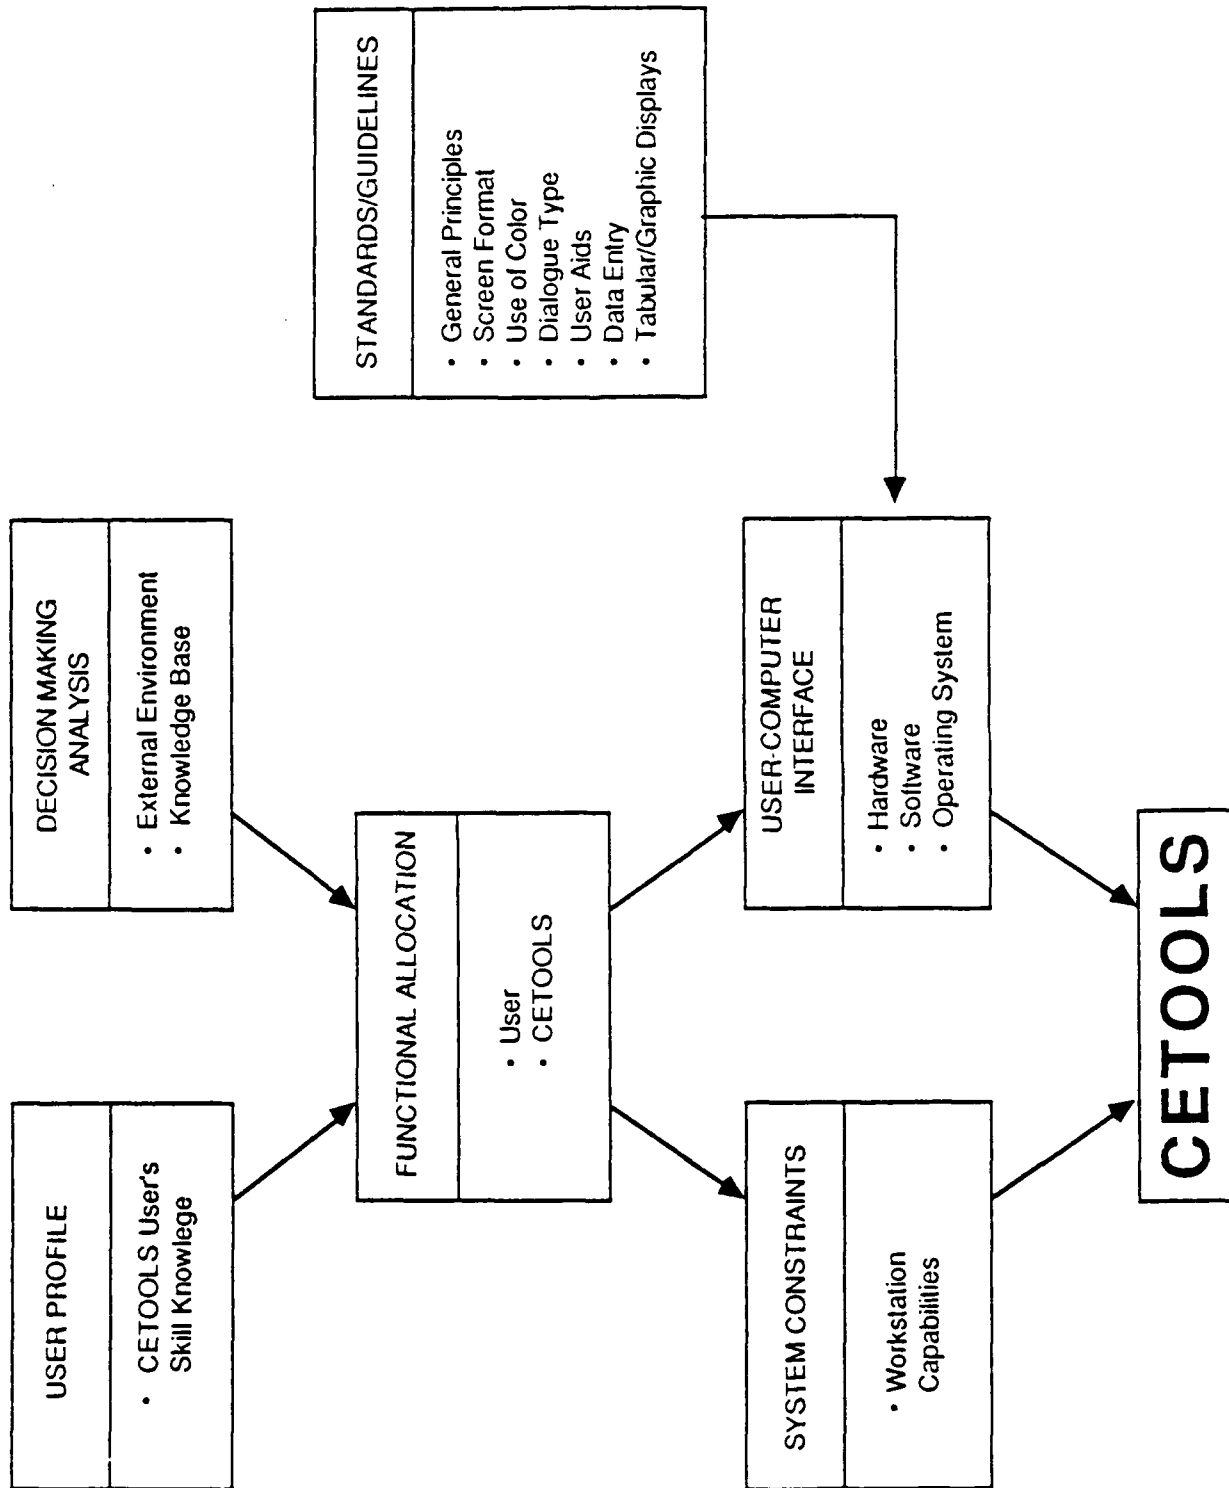 USER PROFILE
• CETOOLS User's
Skill Knowlege
DECISION MAKING
ANALYSIS
• External Environment
• Knowledge Base
FUNCTIONAL ALLOCATION
• User
• CETOOLS
STANDARDS/GUIDELINES
• General Principles
• Screen Format
• Use of Color
• Dialogue Type
• User Aids
• Data Entry
• Tabular/Graphic Displays
SYSTEM CONSTRAINTS
• Workstation
Capabilities
USER-COMPUTER
INTERFACE
• Hardware
• Software
• Operating System
CETOOLS